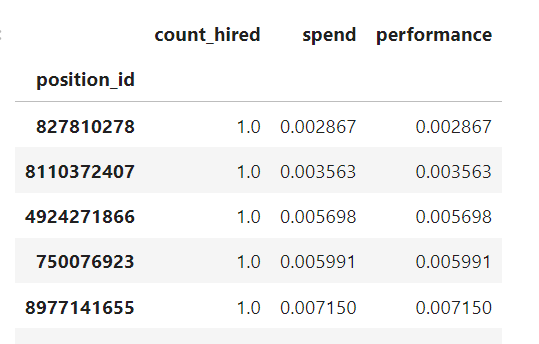 count_hired spend performance
position_id
827810278 1.0 0.002867 0.002867
8110372407 1.0 0.003563 0.003563
4924271866 1.0 0.005698 0.005698
750076923 1.0 0.005991 0.005991
8977141655 1.0 0.007150 0.007150